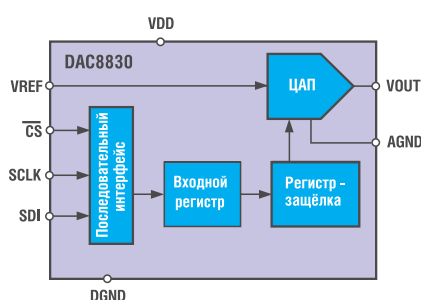 VDD
DAC8830
VREF
ЦАП
VOUT
CS
Последовательный
интерфейс
AGND
SCLK
Входной
регистр
Регистр -
защёлка
SDI
DGND